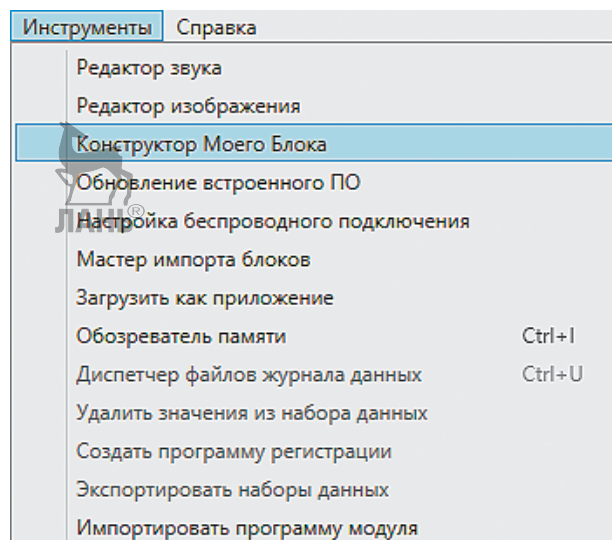 Инструменты Справка
Редактор звука
Редактор изображения
Конструктор Моего Блока
Обновление встроенного ПО
ЛАНЬ®
Настройка беспроводного подключения
Мастер импорта блоков
Загрузить как приложение
Обозреватель памяти Ctrl+I
Диспетчер файлов журнала данных Ctrl+U
Удалить значения из набора данных
Создать программу регистрации
Экспортировать наборы данных
Импортировать программу модуля